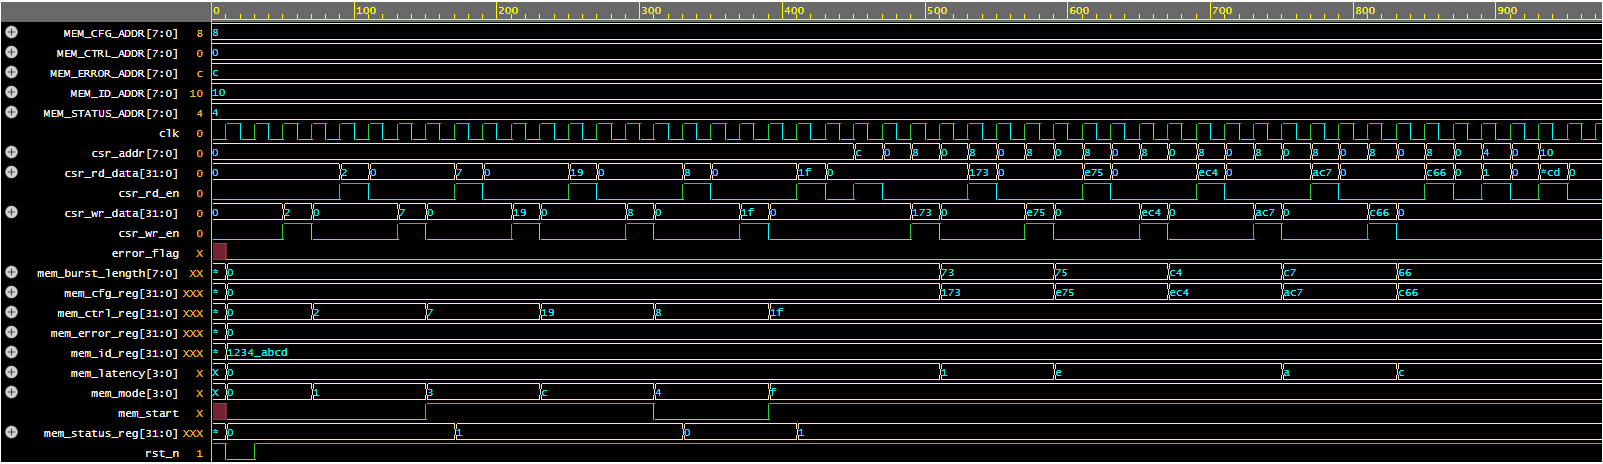 0 100 200 300 400 500 600 700 800 900
MEM_CFG_ADDR[7:0] 8 8
MEM_CTRL_ADDR[7:0] 0 0
MEM_ERROR_ADDR[7:0] c c
MEM_ID_ADDR[7:0] 10 10
MEM_STATUS_ADDR[7:0] 4 4
clk 0
csr_addr[7:0] 0 0 c 0 8 0 8 0 8 0 8 0 8 0 8 0 8 0 8 0 8 0 8 0 4 0 10
csr_rd_data[31:0] 0 0 2 0 7 0 19 0 8 0 1f 0 173 0 e75 0 ec4 0 ac7 0 c66 0 1 0 *cd 0
csr_rd_en 0
csr_wr_data[31:0] 0 0 2 0 7 0 19 0 8 0 1f 0 173 0 e75 0 ec4 0 ac7 0 c66 0
csr_wr_en 0
error_flag X
mem_burst_length[7:0] XX * 0 73 75 c4 c7 66
mem_cfg_reg[31:0] XXX * 0 173 e75 ec4 ac7 c66
mem_ctrl_reg[31:0] XXX * 0 2 7 19 8 1f
mem_error_reg[31:0] XXX * 0
mem_id_reg[31:0] XXX * 1234_abcd
mem_latency[3:0] X X 0 1 e a c
mem_mode[3:0] X X 0 1 3 c 4 f
mem_start X
mem_status_reg[31:0] XXX * 0 1 0 1
rst_n 1